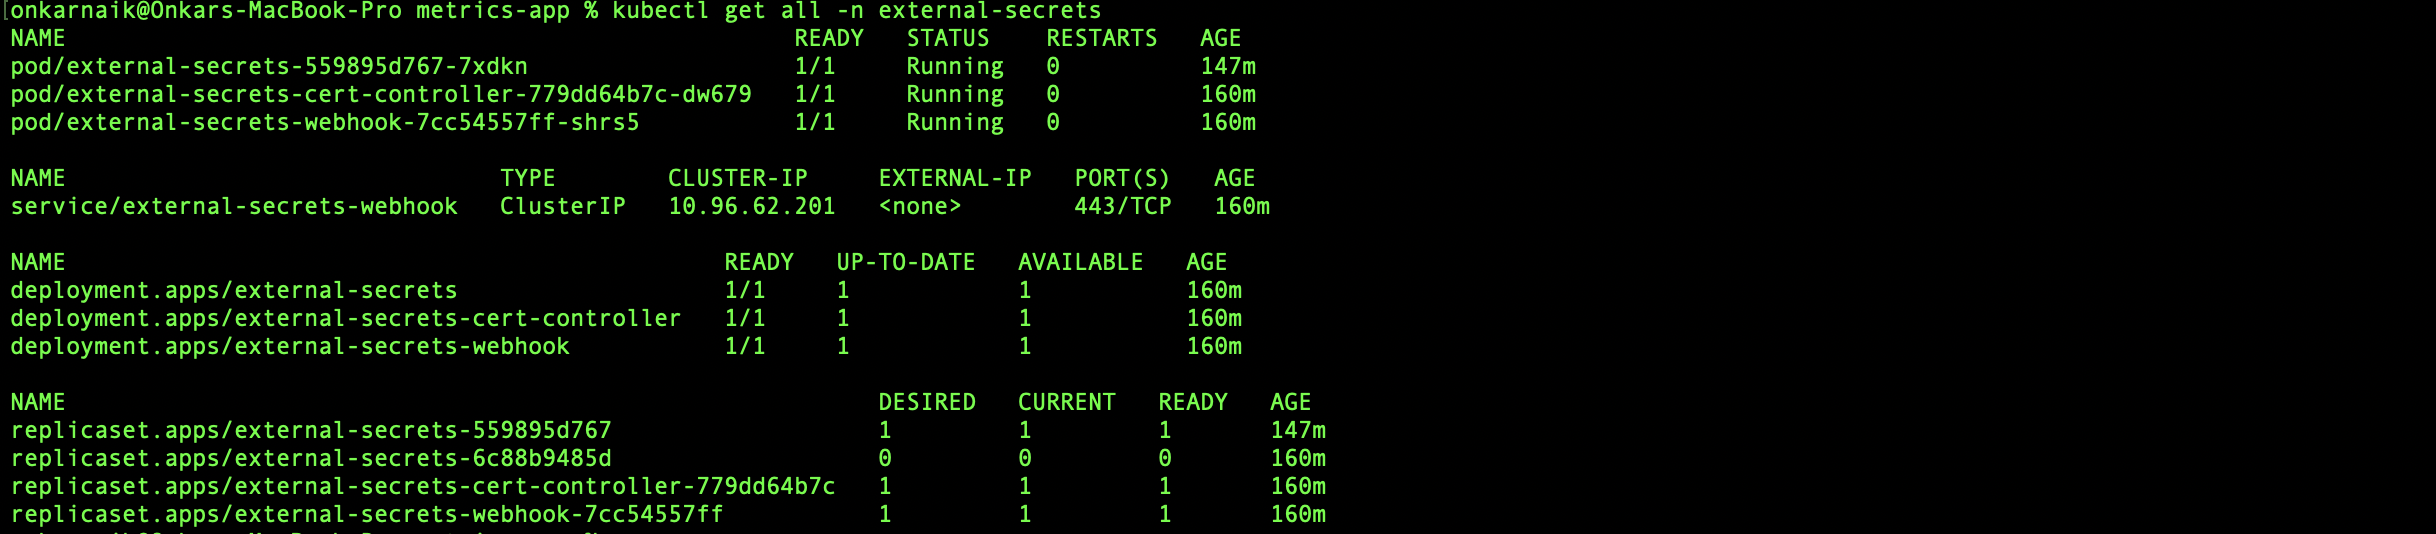 onkarnaik@Onkars-MacBook-Pro metrics-app % kubectl get all -n external-secrets
NAME READY STATUS RESTARTS AGE
pod/external-secrets-559895d767-7xdkn 1/1 Running 0 147m
pod/external-secrets-cert-controller-779dd64b7c-dw679 1/1 Running 0 160m
pod/external-secrets-webhook-7cc54557ff-shrs5 1/1 Running 0 160m
NAME TYPE CLUSTER-IP EXTERNAL-IP PORT(S) AGE
service/external-secrets-webhook ClusterIP 10.96.62.201 <none> 443/TCP 160m
NAME READY UP-TO-DATE AVAILABLE AGE
deployment.apps/external-secrets 1/1 1 1 160m
deployment.apps/external-secrets-cert-controller 1/1 1 1 160m
deployment.apps/external-secrets-webhook 1/1 1 1 160m
NAME DESIRED CURRENT READY AGE
replicaset.apps/external-secrets-559895d767 1 1 1 147m
replicaset.apps/external-secrets-6c88b9485d 0 0 0 160m
replicaset.apps/external-secrets-cert-controller-779dd64b7c 1 1 1 160m
replicaset.apps/external-secrets-webhook-7cc54557ff 1 1 1 160m